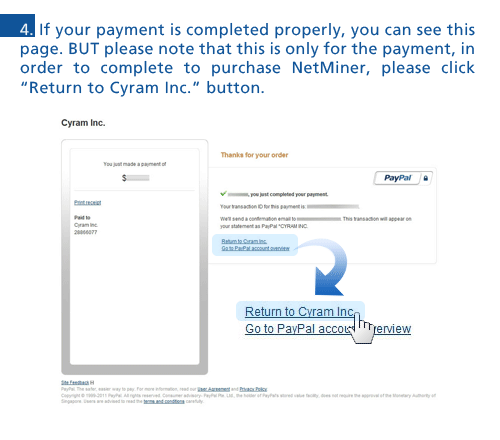 4. If your payment is completed properly, you can see this
page. BUT please note that this is only for the payment, in
order to complete to purchase NetMiner, please click
“Return to Cyram Inc.” button.
Cyram Inc.
You just made a payment of
$
Print receipt
Paid to
Cyram Inc
28866077
Thanks for your order
PayPal
, you just completed your payment.
Your transaction ID for this payment is
We'll send a confirmation email to . This transaction will appear on
your statement as PayPal *CYRAM INC.
Return to Cyram Inc.
Go to PayPal account overview
Return to Cyram Inc.
Go to PayPal account overview
Site Feedback
PayPal. The safer, easier way to pay. For more information, read our User Agreement and Privacy Policy.
Copyright © 1999-2011 PayPal. All rights reserved. Consumer advisory- PayPal Pte. Ltd., the holder of PayPal's stored value facility, does not require the approval of the Monetary Authority of
Singapore. Users are advised to read the terms and conditions carefully.